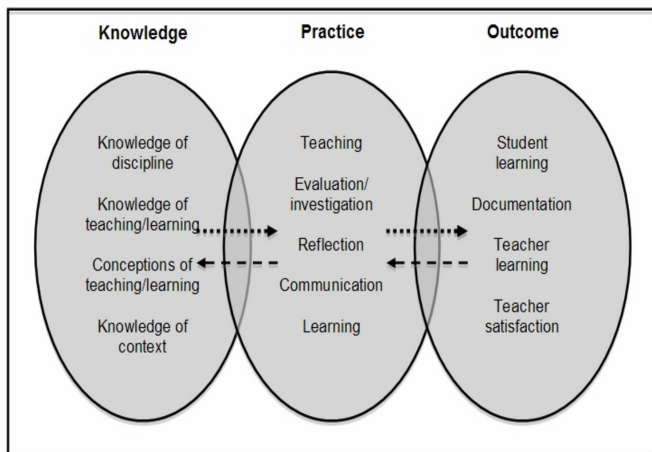 Knowledge
Practice
Outcome
Knowledge of
discipline
Knowledge of
teaching/learning
Conceptions of
teaching/learning
Knowledge of
context
Teaching
Evaluation/
investigation
Reflection
Communication
Learning
Student
learning
Documentation
Teacher
learning
Teacher
satisfaction